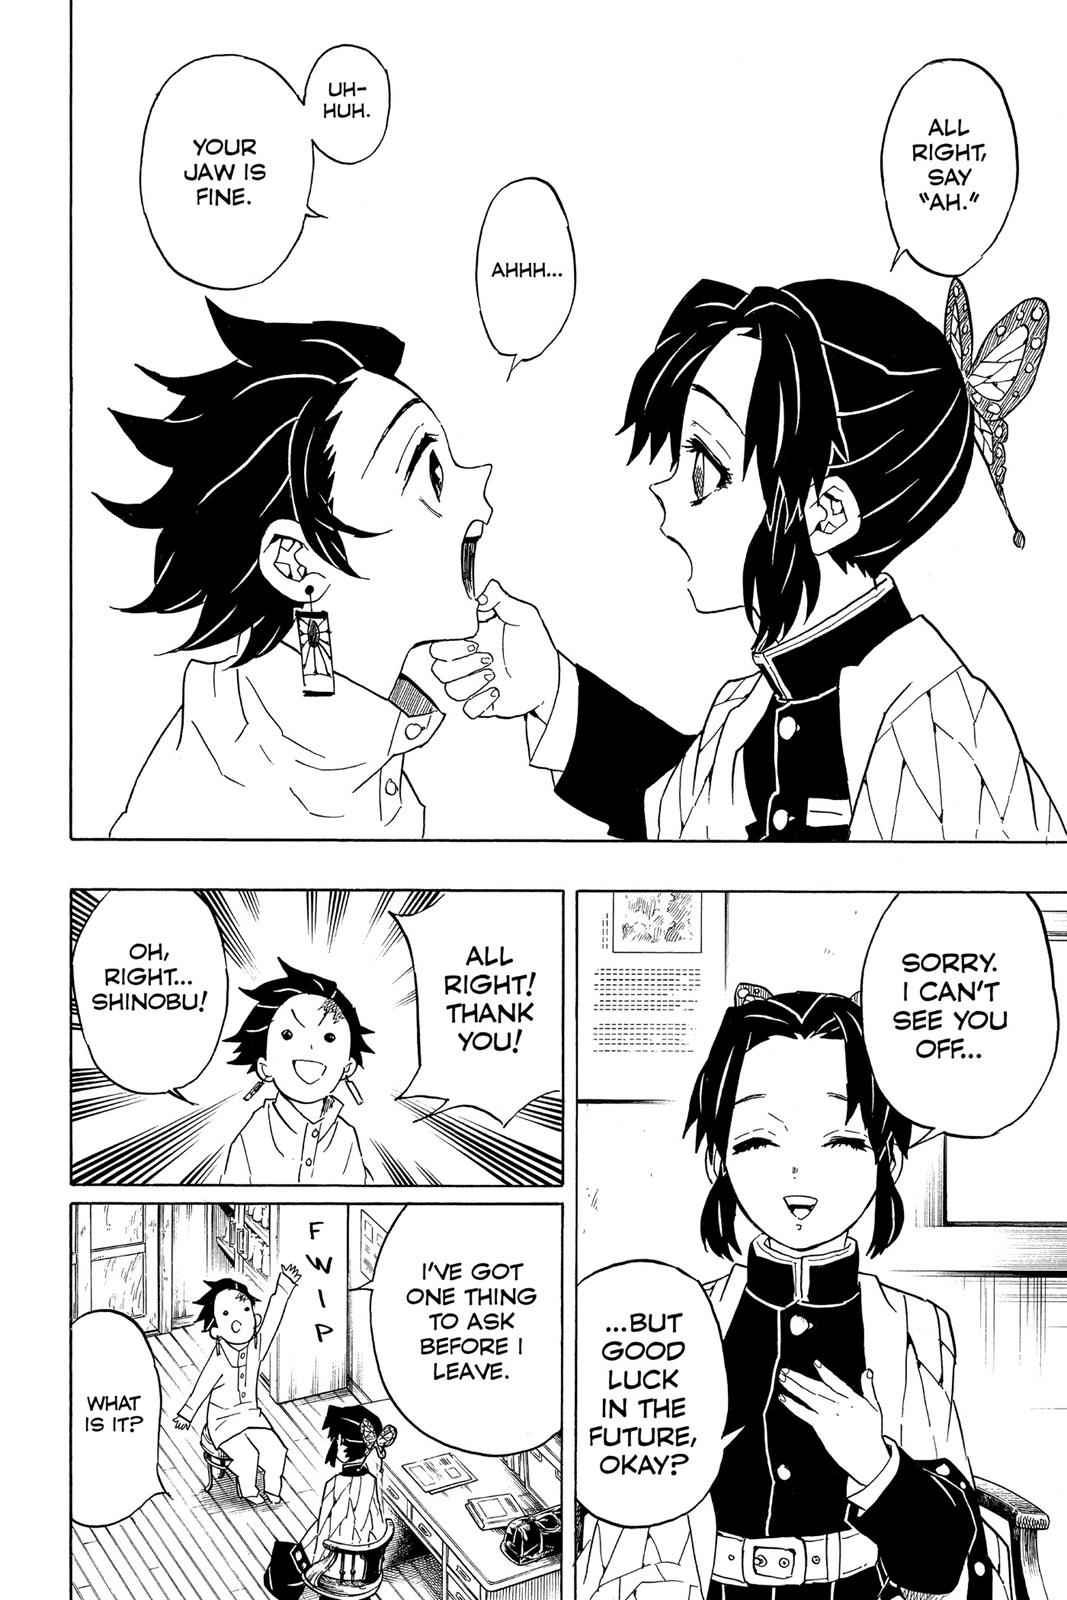 ALL
RIGHT,
SAY
"AH."
AHHH...
UH-
HUH.
YOUR
JAW IS
FINE.
SORRY.
I CAN'T
SEE YOU
OFF...
...BUT
GOOD
LUCK
IN THE
FUTURE,
OKAY?
ALL
RIGHT!
THANK
YOU!
OH,
RIGHT...
SHINOBU!
I'VE GOT
ONE THING
TO ASK
BEFORE I
LEAVE.
FWIP
WHAT
IS IT?